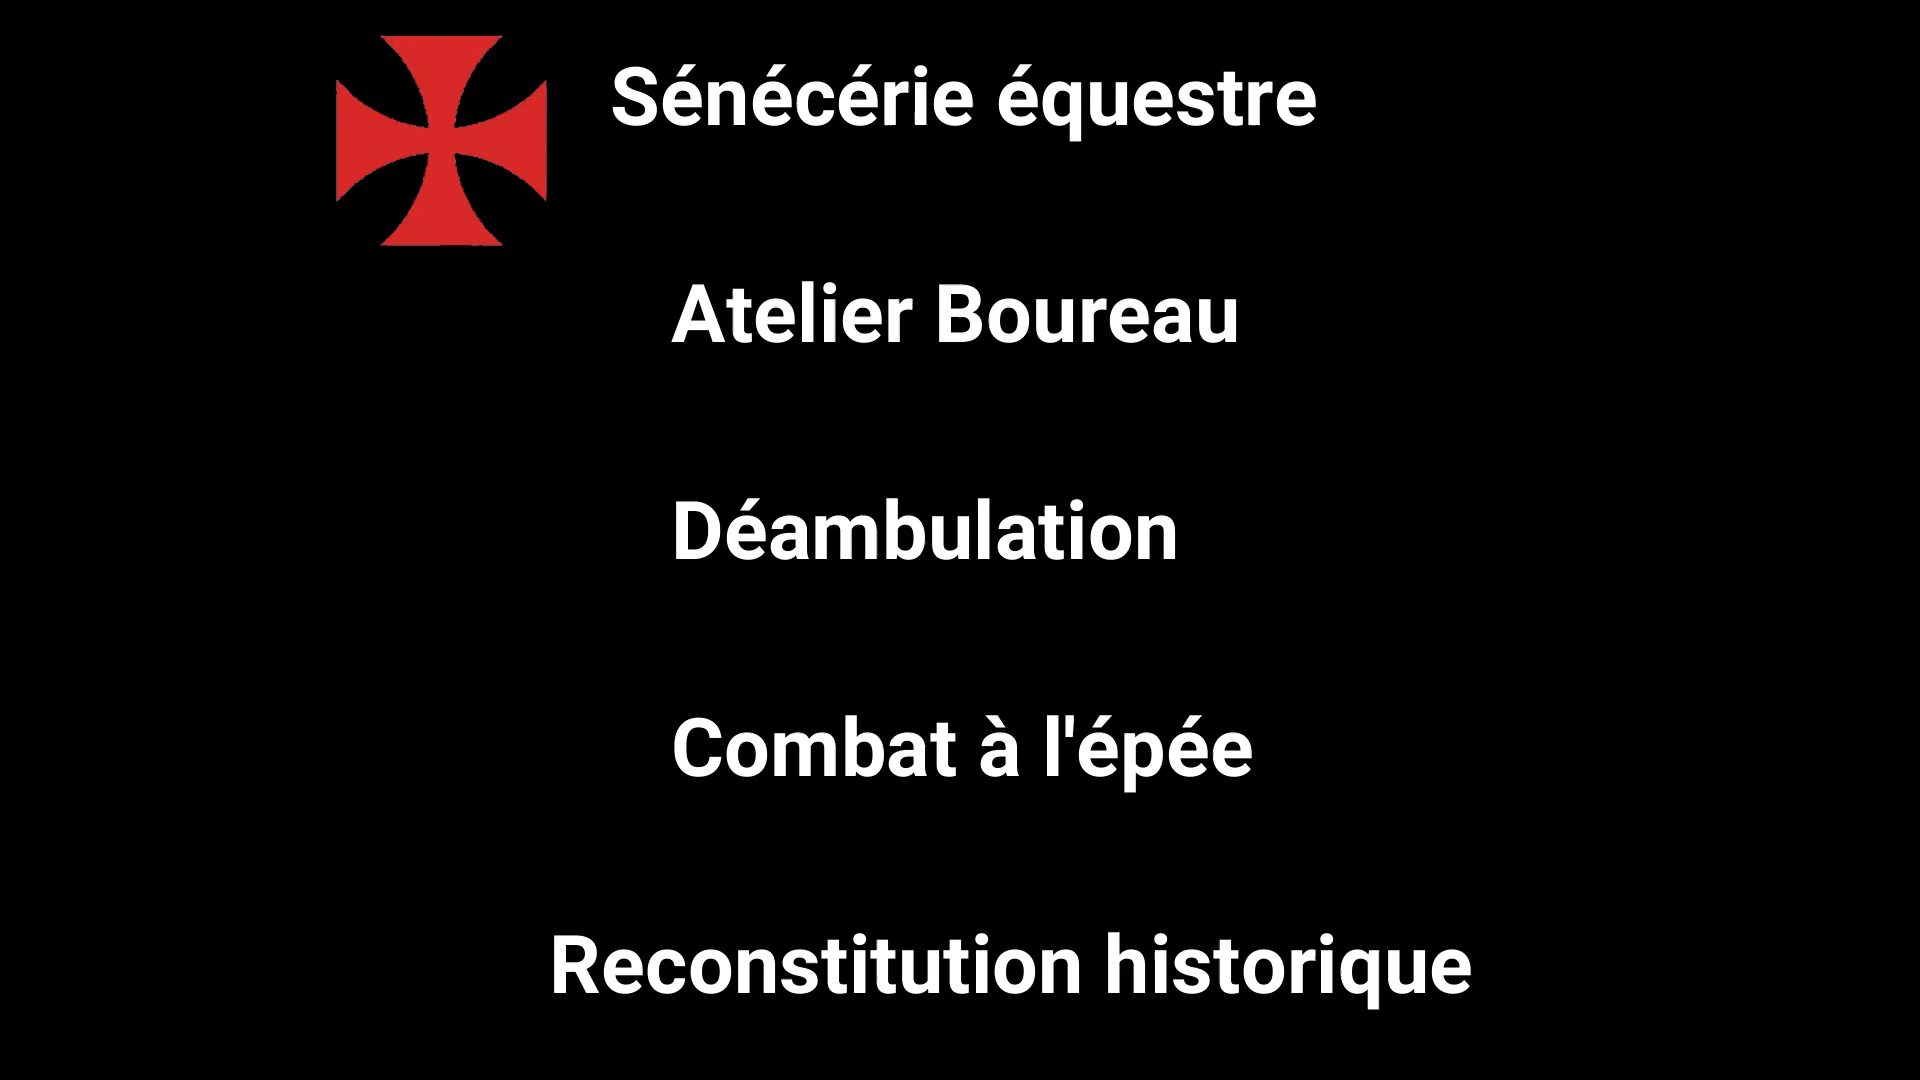 Sénécérie équestre
Atelier Boureau
Déambulation
Combat à l'épée
Reconstitution historique